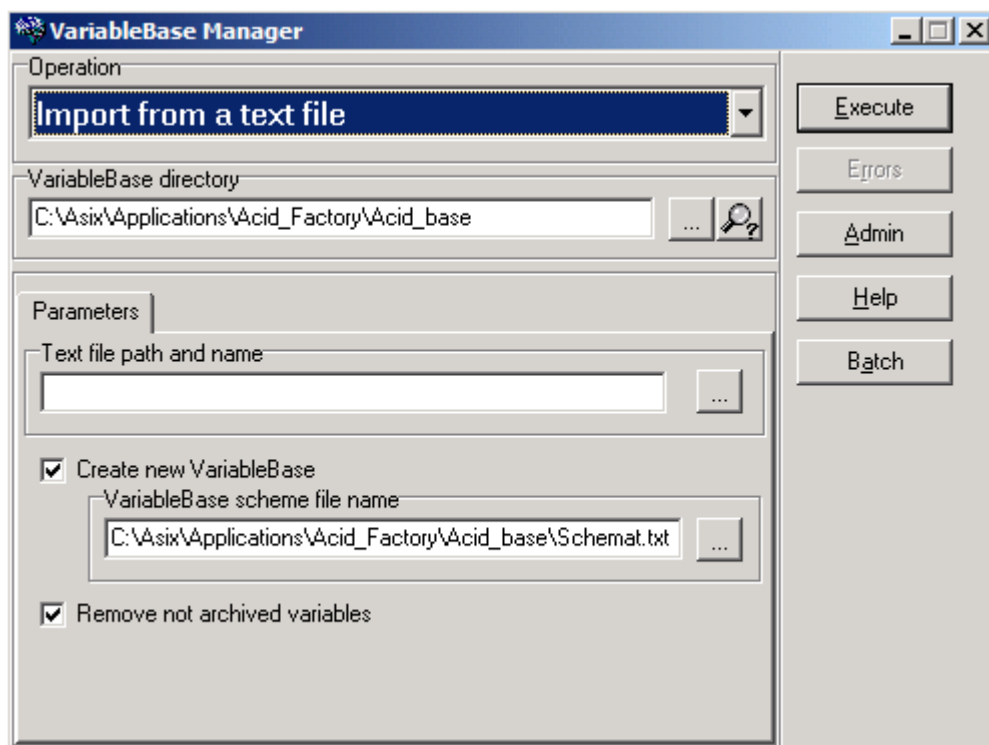 VariableBase Manager
Operation
Import from a text file
Execute
Errors
VariableBase directory
C:\Asix\Applications\Acid_Factory\Acid_base
...
Admin
Help
Parameters
Text file path and name
...
Batch
Create new VariableBase
VariableBase scheme file name
C:\Asix\Applications\Acid_Factory\Acid_base\Schemat.txt
...
Remove not archived variables